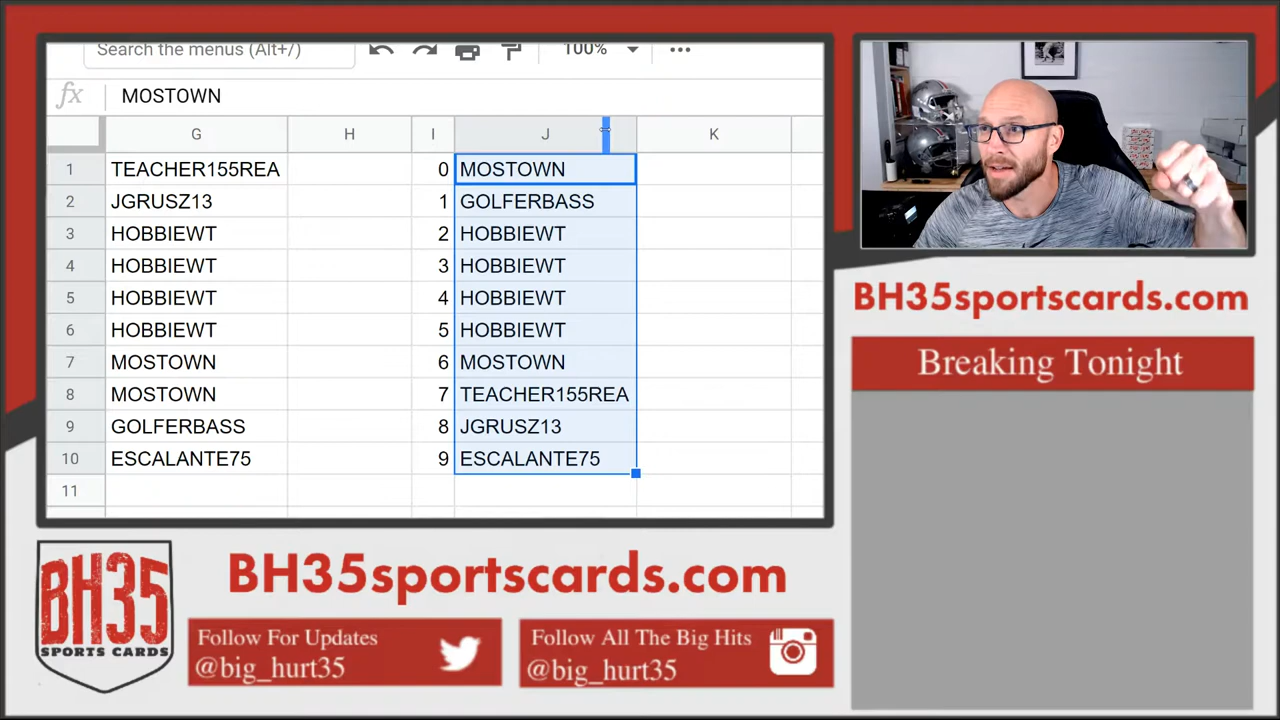 Search the menus (Alt+/)
100%
fx MOSTOWN
G H I J K
1 TEACHER155REA 0 MOSTOWN
2 JGRUSZ13 1 GOLFERBASS
3 HOBBIEWT 2 HOBBIEWT
4 HOBBIEWT 3 HOBBIEWT
5 HOBBIEWT 4 HOBBIEWT
6 HOBBIEWT 5 HOBBIEWT
7 MOSTOWN 6 MOSTOWN
8 MOSTOWN 7 TEACHER155REA
9 GOLFERBASS 8 JGRUSZ13
10 ESCALANTE75 9 ESCALANTE75
11
BH35sportscards.com
Breaking Tonight
BH35
SPORTS CARDS
BH35sportscards.com
Follow For Updates
@big_hurt35
Follow All The Big Hits
@big_hurt35